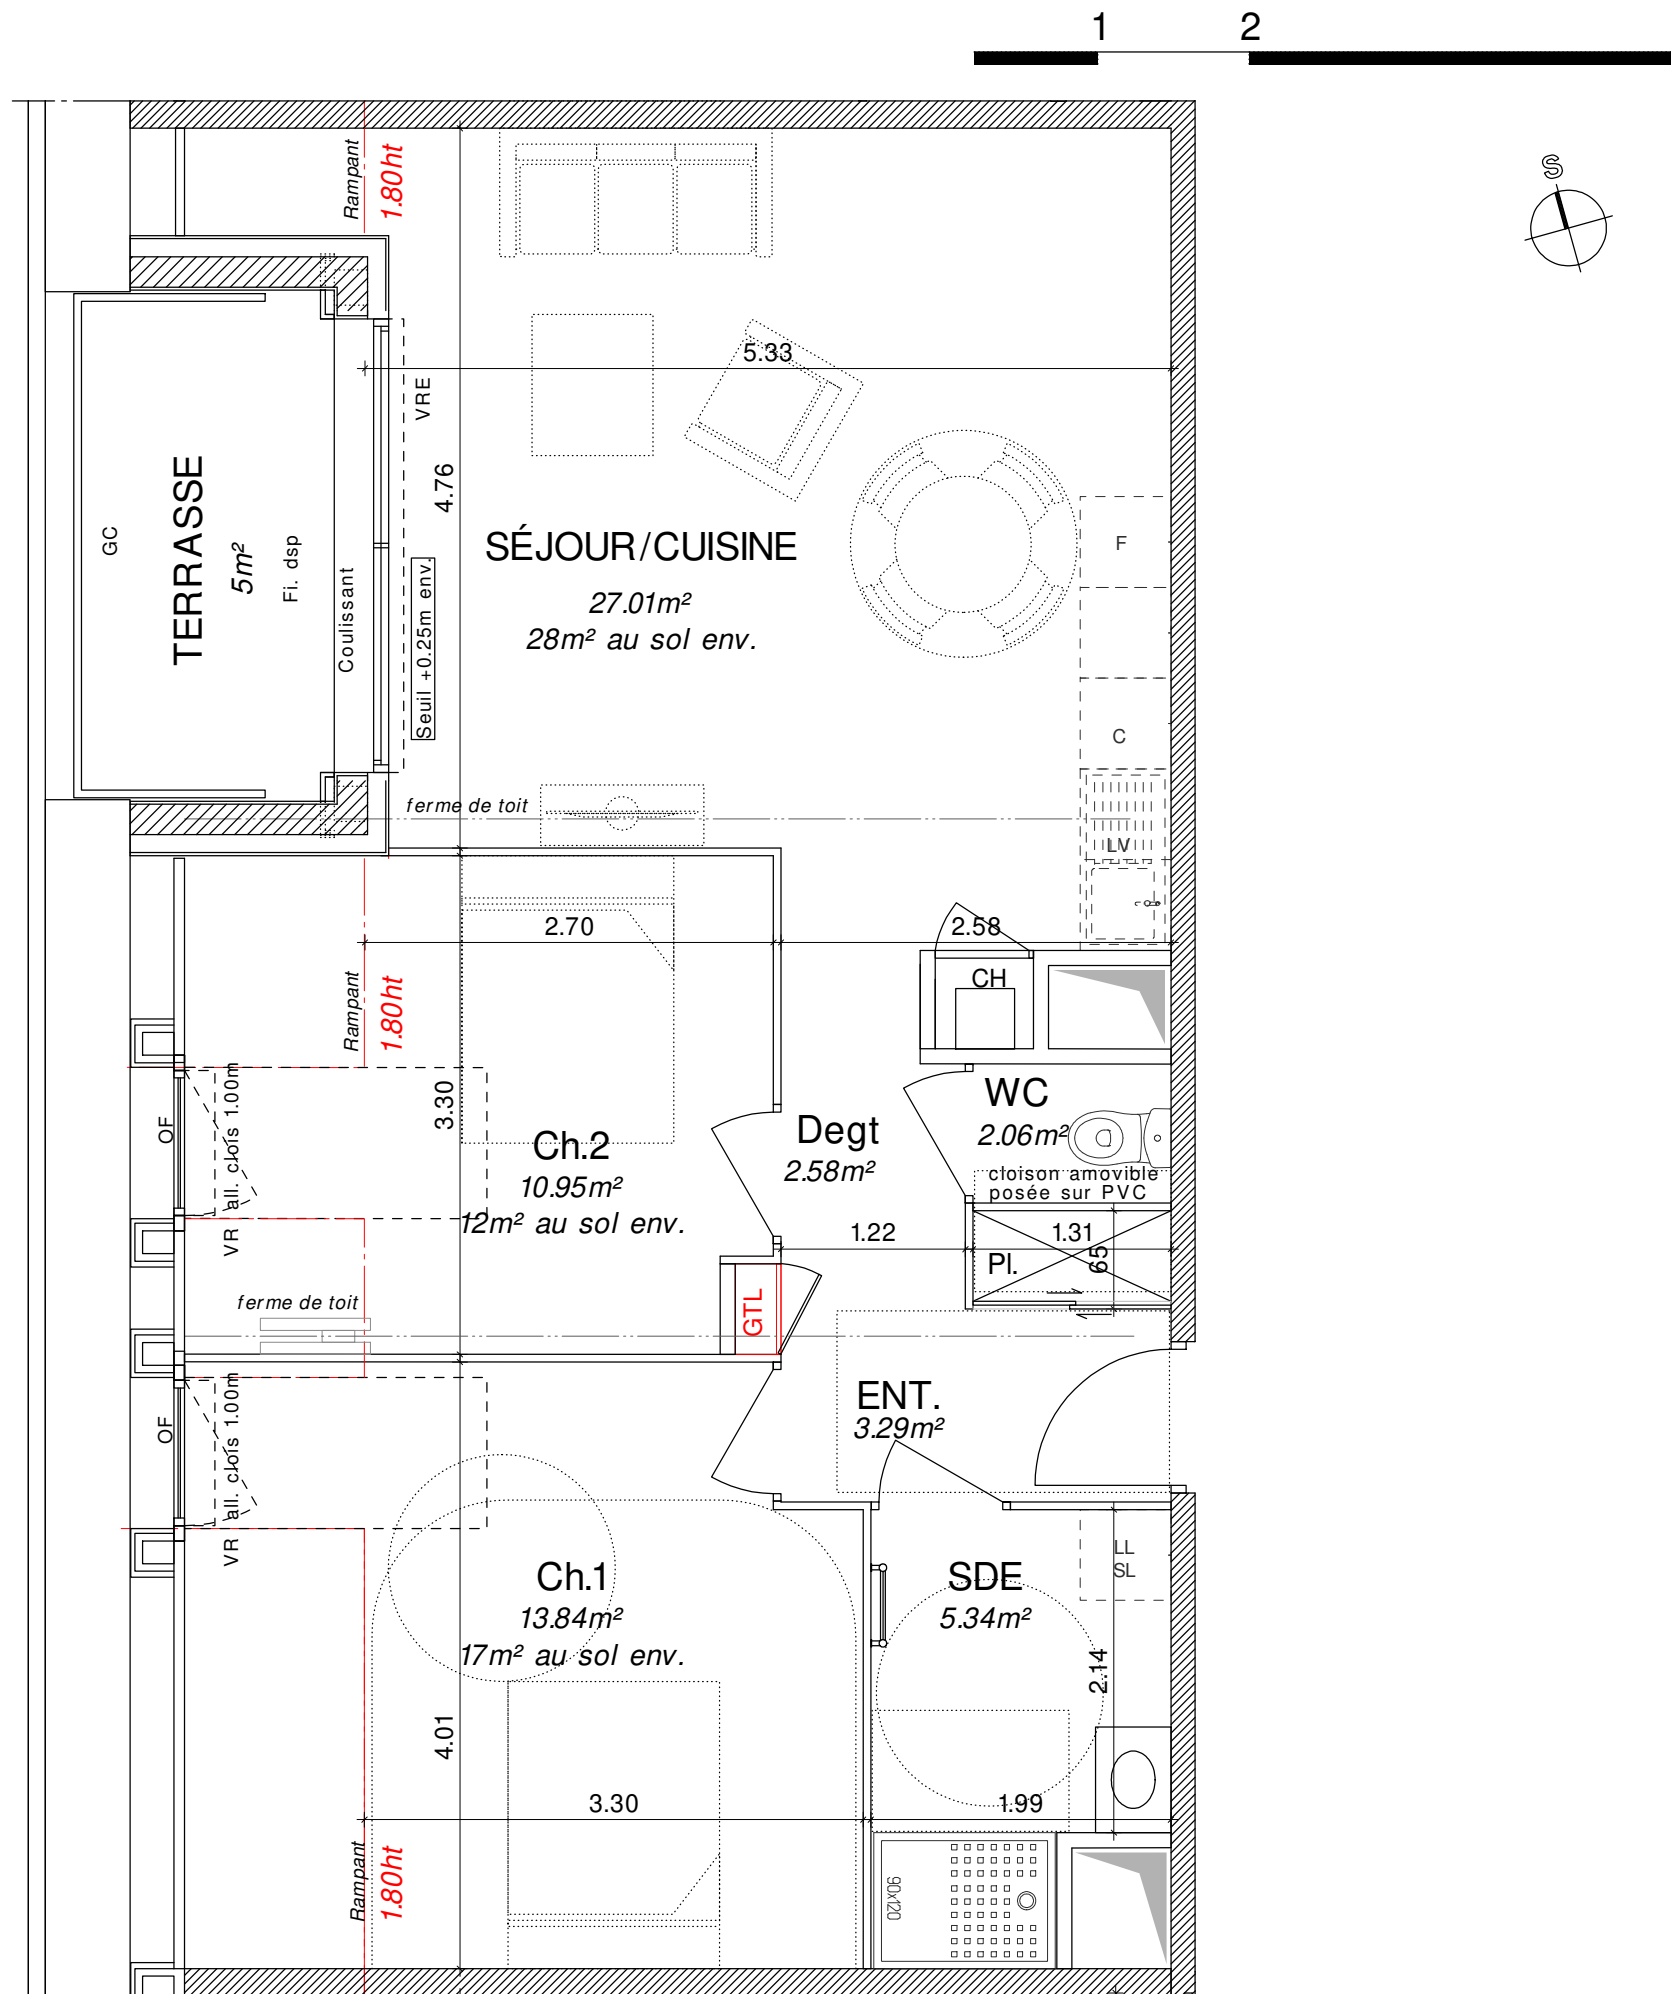 1 2
S
Rampant
1.80ht
5.33
VRE
4.76
TERRASSE
5m²
GC
Fi. dsp
Coulissant
Seuil +0.25m env.
SÉJOUR/CUISINE
27.01m²
28m² au sol env.
F
C
LV
ferme de toit
2.70
2.58
CH
Rampant
1.80ht
OF
VR
all. clois 1.00m
3.30
Ch.2
10.95m²
12m² au sol env.
Degt
2.58m²
WC
2.06m²
cloison amovible
posée sur PVC
1.22
1.31
65
Pl.
GTL
ferme de toit
ENT.
3.29m²
OF
VR
all. clois 1.00m
Ch.1
13.84m²
17m² au sol env.
SDE
5.34m²
LL
SL
2.14
4.01
3.30
1.99
Rampant
1.80ht
90x120